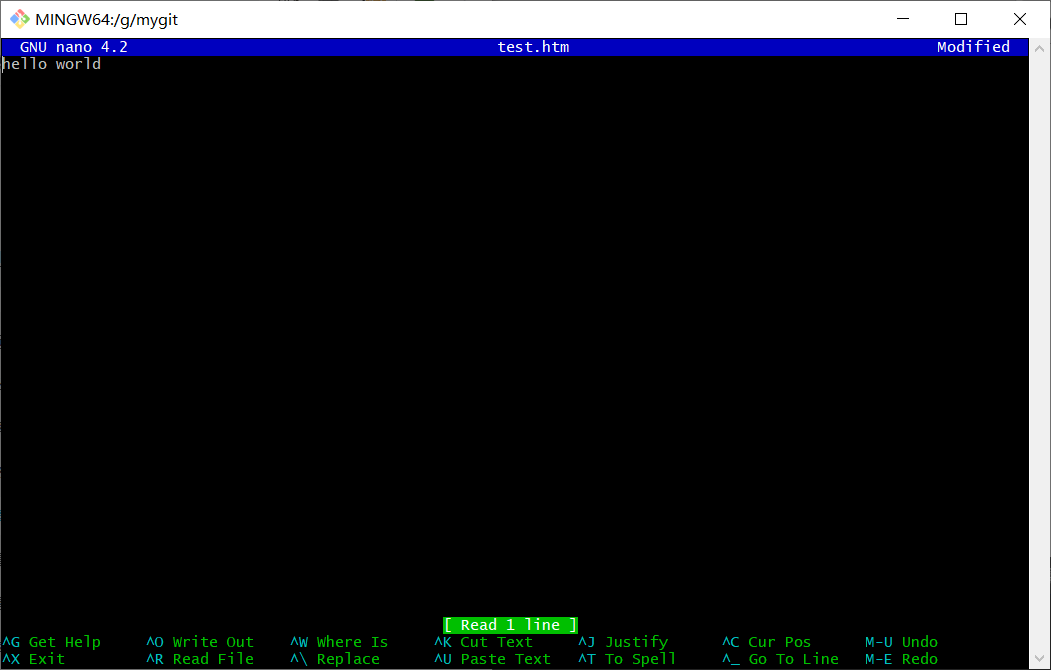 MINGW64:/g/mygit
GNU nano 4.2 test.htm Modified
hello world
[ Read 1 line ]
^G Get Help ^O Write Out ^W Where Is ^K Cut Text ^J Justify ^C Cur Pos M-U Undo
^X Exit ^R Read File ^\ Replace ^U Paste Text ^T To Spell ^_ Go To Line M-E Redo